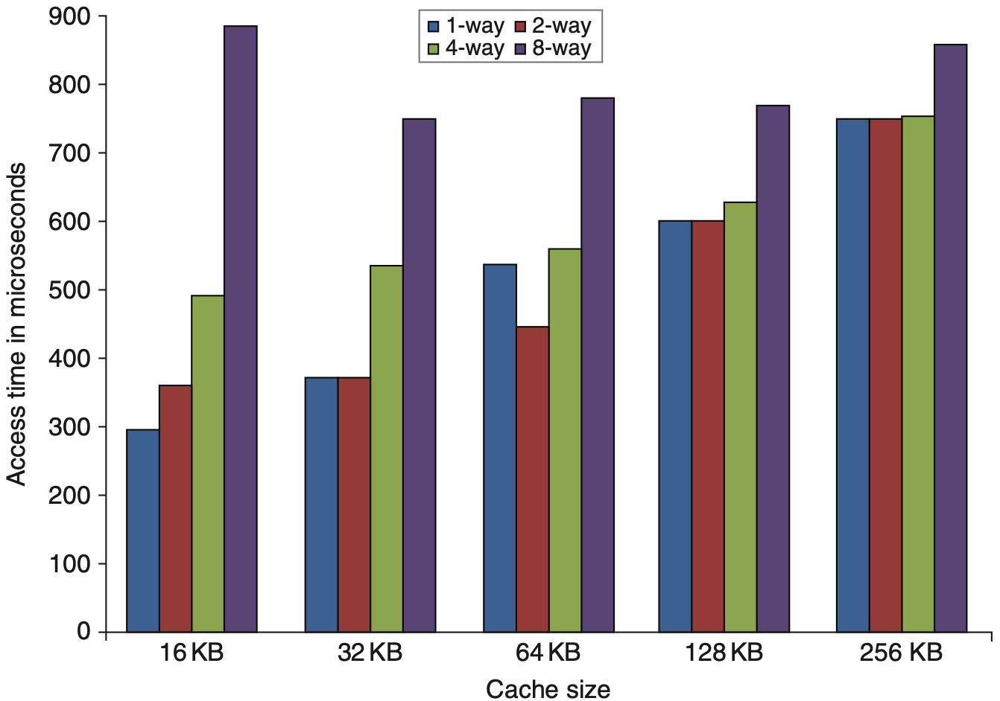 900
800
700
600
500
400
300
200
100
0
Access time in microseconds
1-way 2-way
4-way 8-way
16 KB 32 KB 64 KB 128 KB 256 KB
Cache size